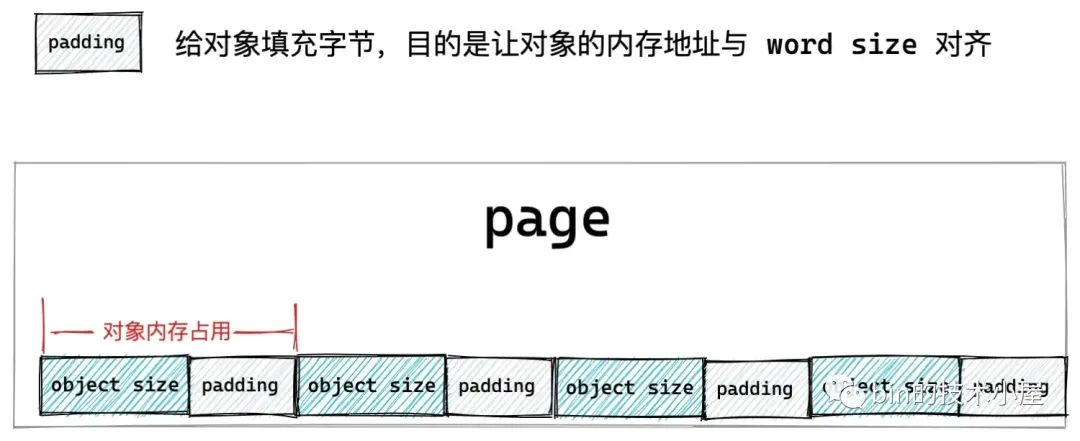 padding 给对象填充字节，目的是让对象的内存地址与 word size 对齐
page
对象内存占用
object size padding object size padding object size padding object size padding
bin的技术小屋